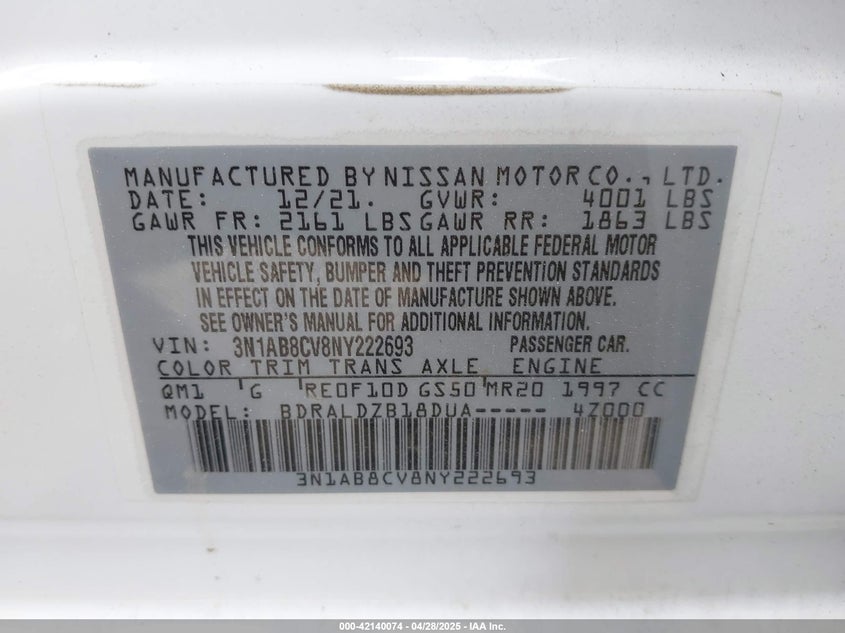 MANUFACTURED BY NISSAN MOTOR CO., LTD.
DATE: 12/21. GVWR: 4001 LBS
GAWR FR: 2161 LBS GAWR RR: 1863 LBS
THIS VEHICLE CONFORMS TO ALL APPLICABLE FEDERAL MOTOR
VEHICLE SAFETY, BUMPER AND THEFT PREVENTION STANDARDS
IN EFFECT ON THE DATE OF MANUFACTURE SHOWN ABOVE.
SEE OWNER'S MANUAL FOR ADDITIONAL INFORMATION.
VIN: 3N1AB8CV8NY222693 PASSENGER CAR.
COLOR TRIM TRANS AXLE ENGINE
QM1 G RE0F10D GS50 MR20 1997 CC
MODEL: BDRALDZB18DUA----- 4Z000
3N1AB8CV8NY222693
000-42140074 / 04/28/2025 - IAA Inc.